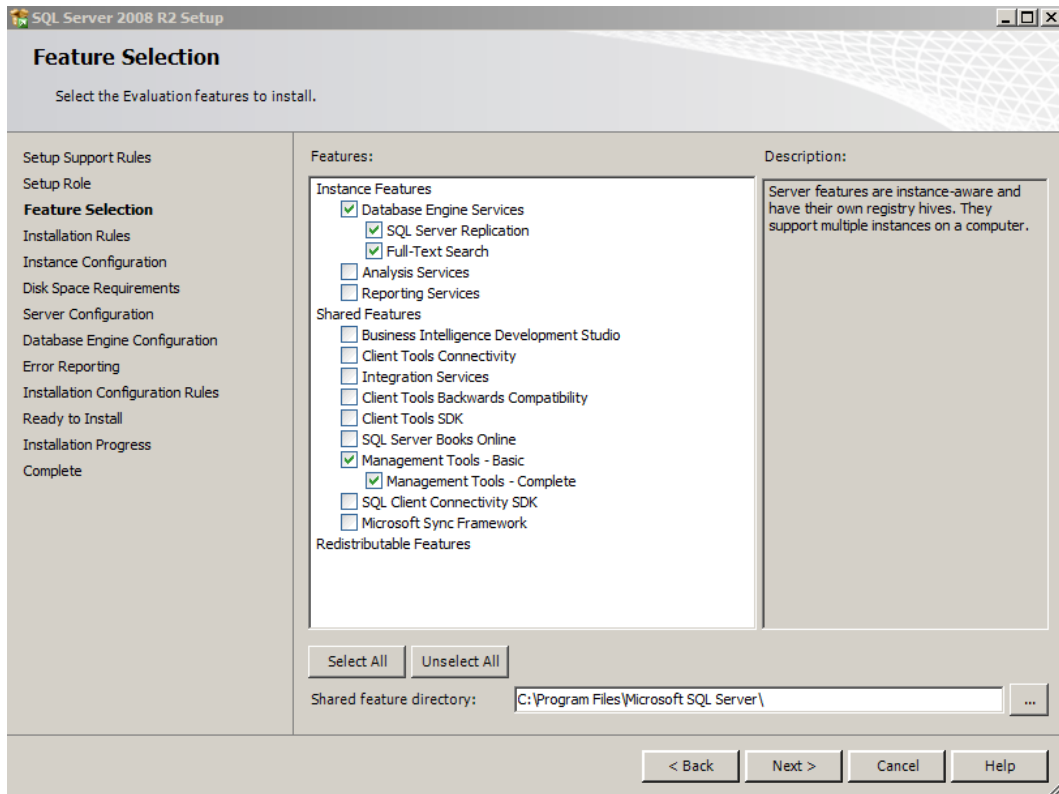 SQL Server 2008 R2 Setup
Feature Selection
Select the Evaluation features to install.
Setup Support Rules
Setup Role
Feature Selection
Installation Rules
Instance Configuration
Disk Space Requirements
Server Configuration
Database Engine Configuration
Error Reporting
Installation Configuration Rules
Ready to Install
Installation Progress
Complete
Features:
Instance Features
Database Engine Services
SQL Server Replication
Full-Text Search
Analysis Services
Reporting Services
Shared Features
Business Intelligence Development Studio
Client Tools Connectivity
Integration Services
Client Tools Backwards Compatibility
Client Tools SDK
SQL Server Books Online
Management Tools - Basic
Management Tools - Complete
SQL Client Connectivity SDK
Microsoft Sync Framework
Redistributable Features
Description:
Server features are instance-aware and
have their own registry hives. They
support multiple instances on a computer.
Select All
Unselect All
Shared feature directory:
C:\Program Files\Microsoft SQL Server\
...
< Back
Next >
Cancel
Help